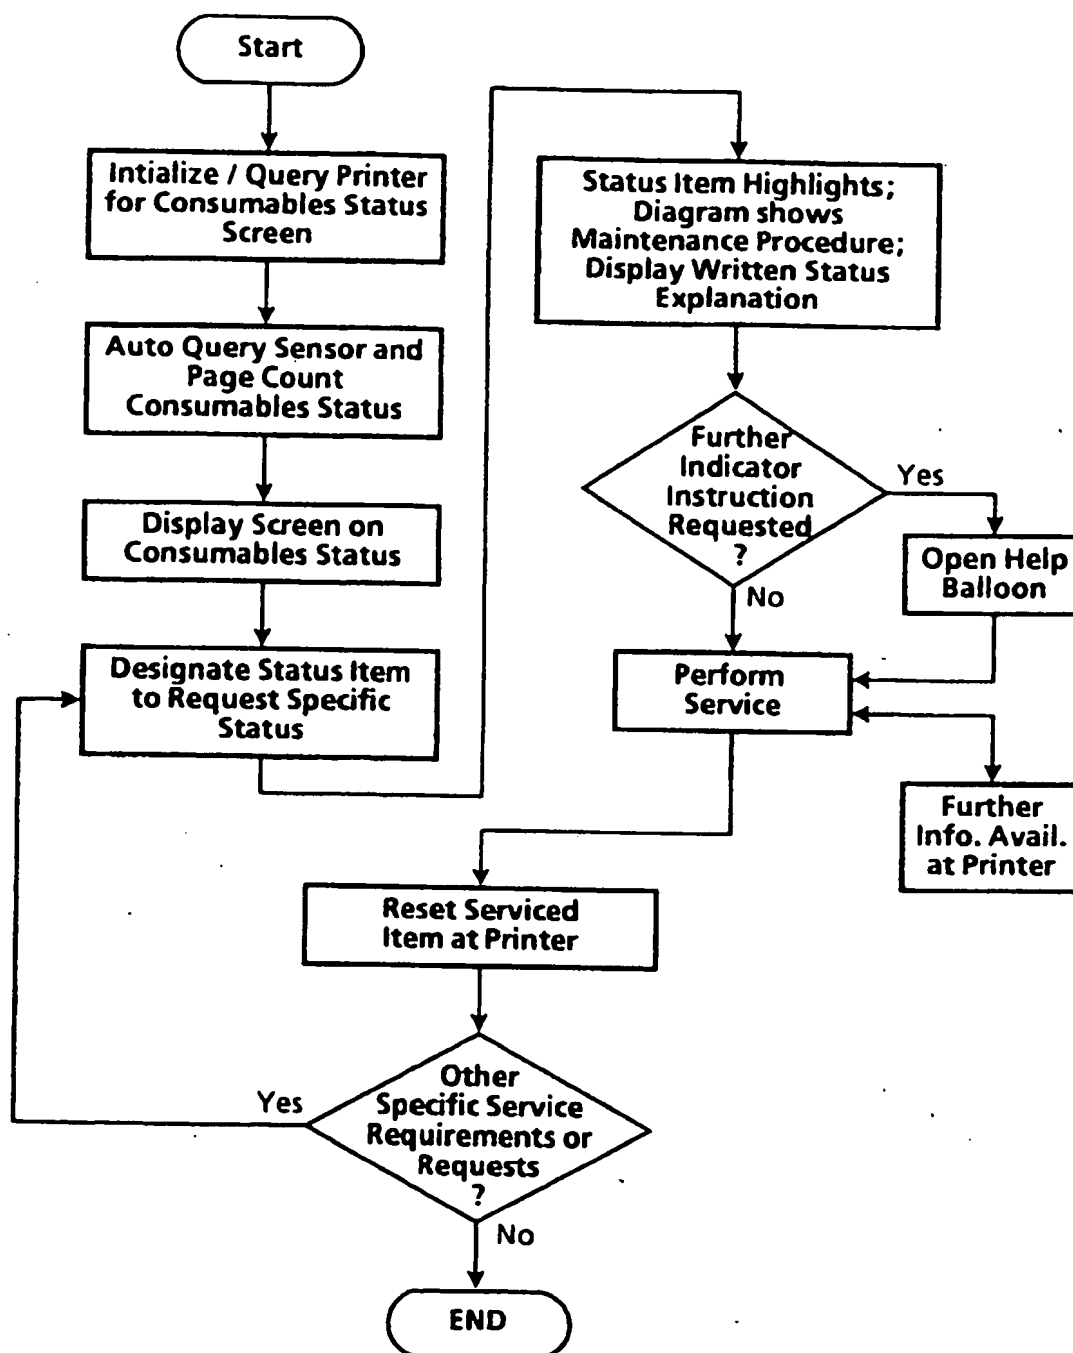 Start
Intialize / Query Printer
for Consumables Status
Screen
Auto Query Sensor and
Page Count
Consumables Status
Display Screen on
Consumables Status
Designate Status Item
to Request Specific
Status
Status Item Highlights;
Diagram shows
Maintenance Procedure;
Display Written Status
Explanation
Further
Indicator
Instruction
Requested
?
Yes
No
Open Help
Balloon
Perform
Service
Further
Info. Avail.
at Printer
Reset Serviced
Item at Printer
Other
Specific Service
Requirements or
Requests
?
Yes
No
END